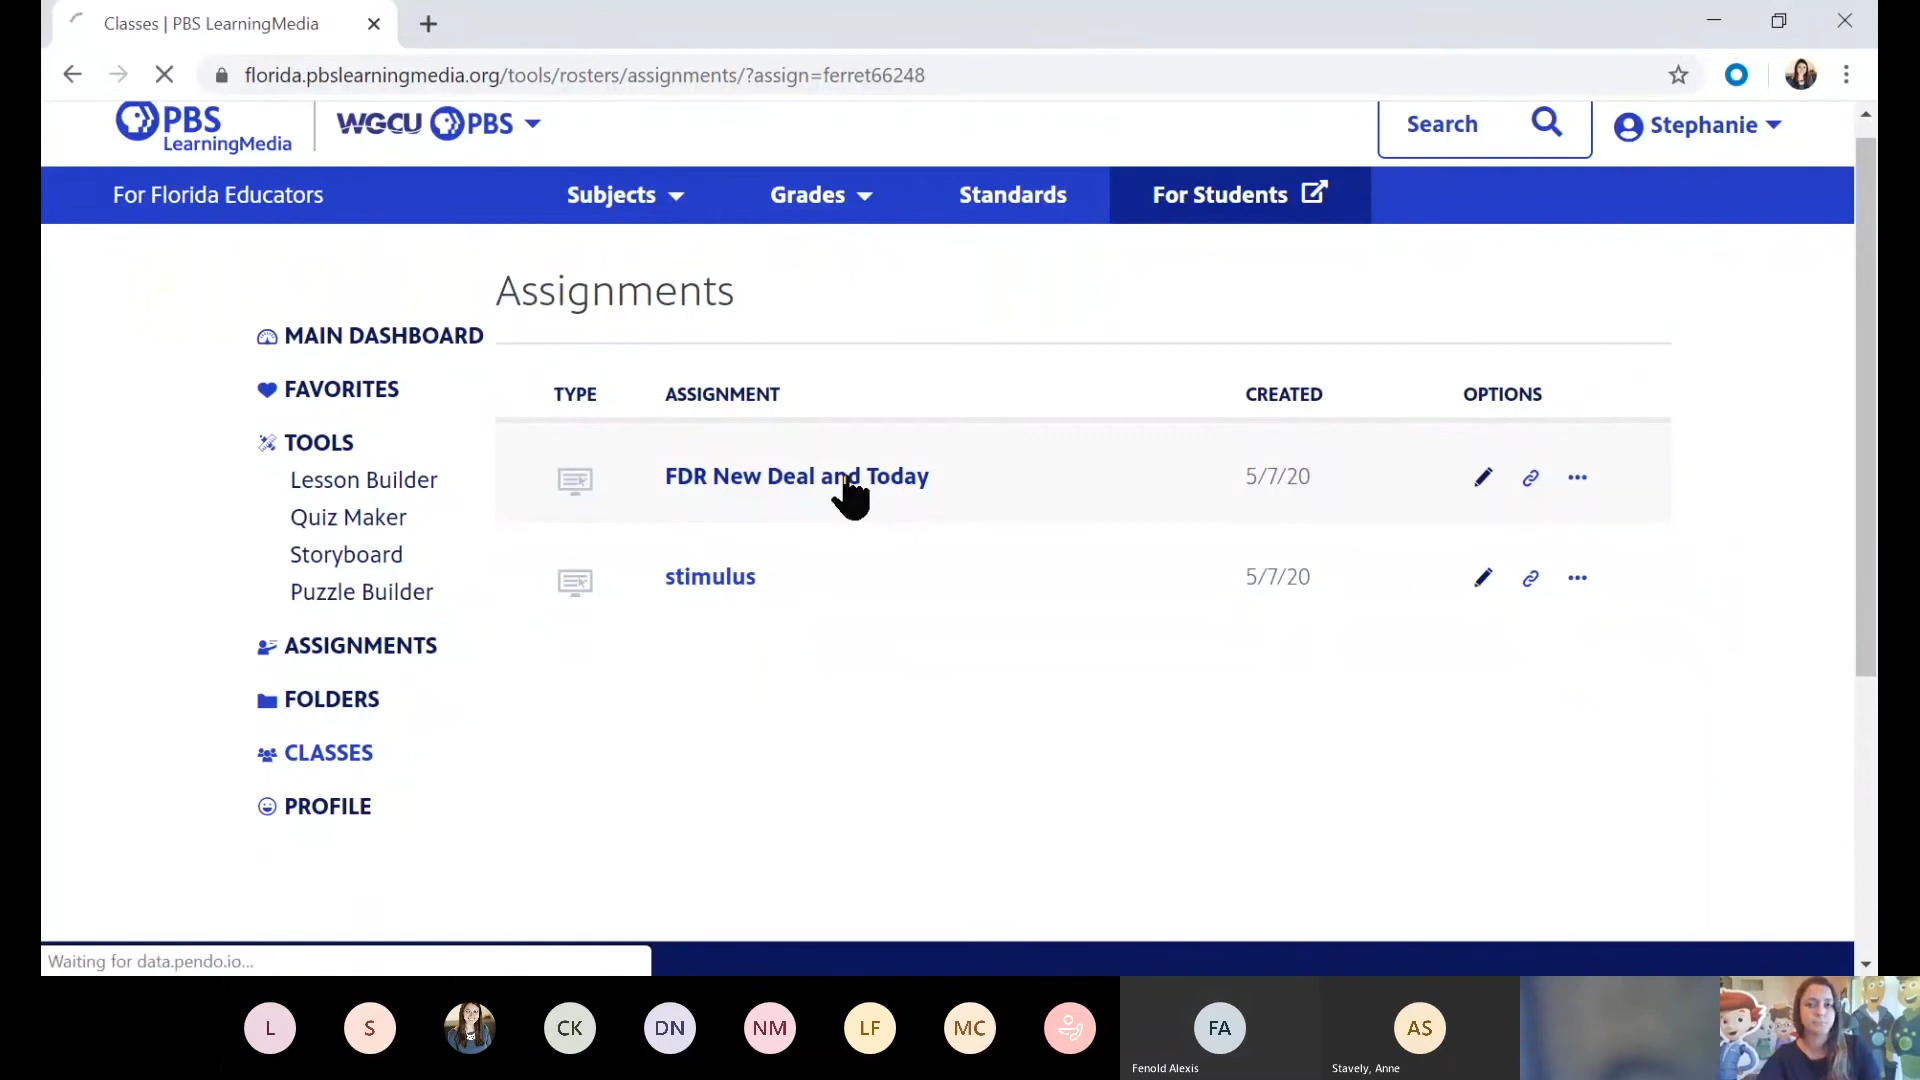 Classes | PBS LearningMedia
florida.pbslearningmedia.org/tools/rosters/assignments/?assign=ferret66248
PBS LearningMedia
WGCU PBS
Search
Stephanie
For Florida Educators
Subjects
Grades
Standards
For Students
Assignments
MAIN DASHBOARD
FAVORITES
TOOLS
Lesson Builder
Quiz Maker
Storyboard
Puzzle Builder
ASSIGNMENTS
FOLDERS
CLASSES
PROFILE
TYPE ASSIGNMENT CREATED OPTIONS
FDR New Deal and Today 5/7/20
stimulus 5/7/20
Waiting for data.pendo.io...
L S CK DN NM LF MC FA AS
Fenold Alexis
Stavely, Anne